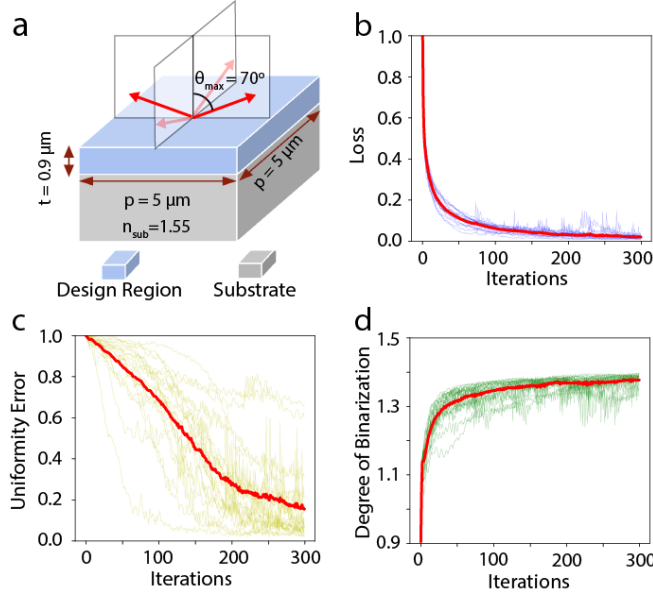 a
θmax = 70°
t = 0.9 μm
p = 5 μm
p = 5 μm
nsub=1.55
Design Region
Substrate
b
Loss
1.0
0.8
0.6
0.4
0.2
0.0
0
100
200
300
Iterations
c
Uniformity Error
1.0
0.8
0.6
0.4
0.2
0.0
0
100
200
300
Iterations
d
Degree of Binarization
1.5
1.3
1.1
0.9
0
100
200
300
Iterations